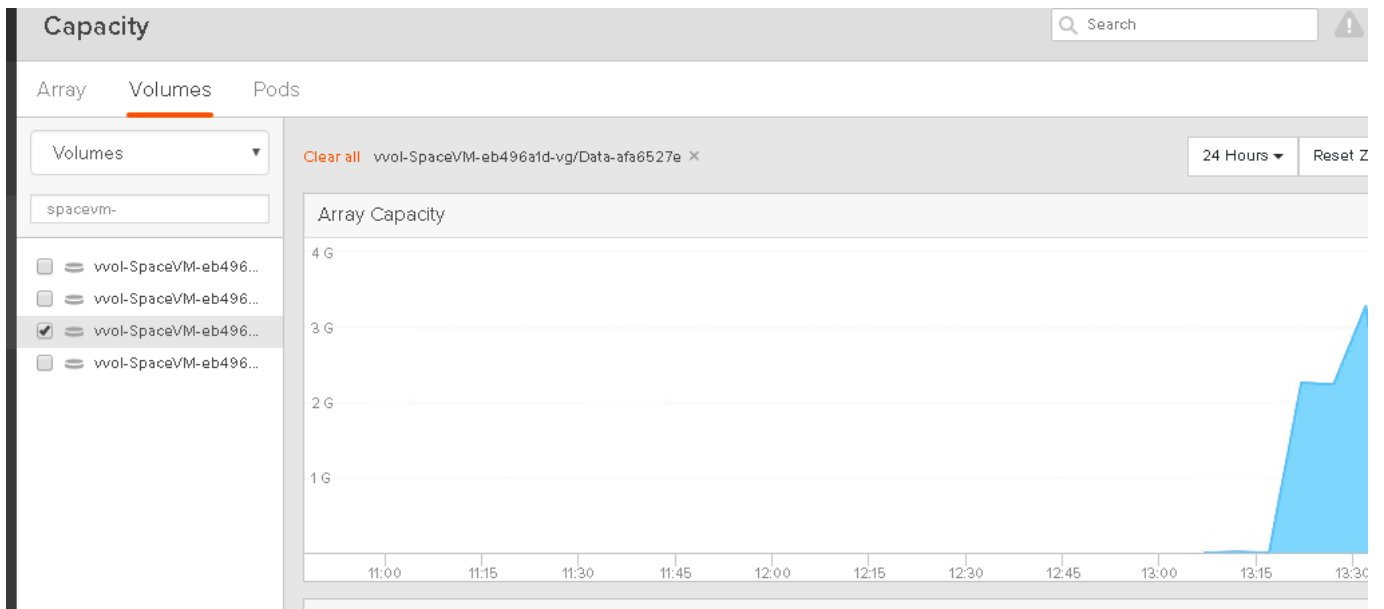 Capacity
Search
Array Volumes Pods
Volumes
Clear all vvol-SpaceVM-eb496a1d-vg/Data-afa6527e ×
24 Hours
Reset Z
spacevm-
Array Capacity
vvol-SpaceVM-eb496...
vvol-SpaceVM-eb496...
vvol-SpaceVM-eb496...
vvol-SpaceVM-eb496...
4 G
3 G
2 G
1 G
11:00 11:15 11:30 11:45 12:00 12:15 12:30 12:45 13:00 13:15 13:30